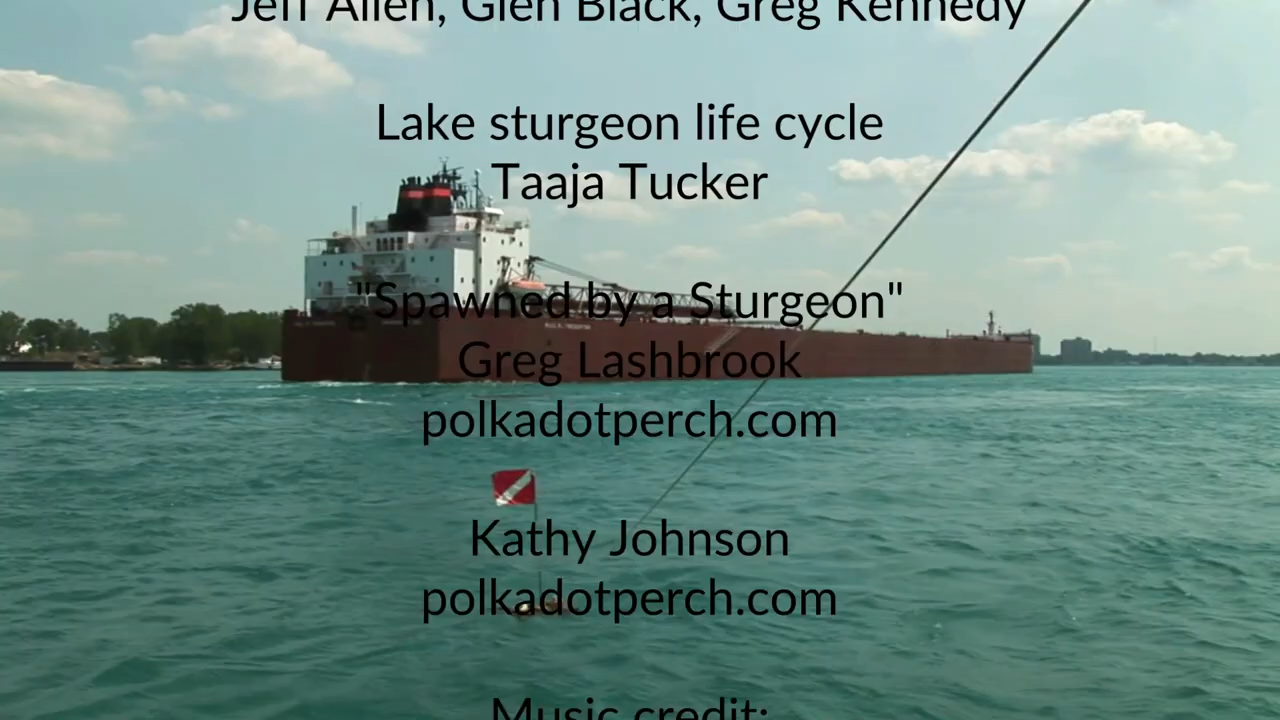 Jeff Allen, Glen Black, Greg Kennedy
Lake sturgeon life cycle
Taaja Tucker
"Spawned by a Sturgeon"
Greg Lashbrook
polkadotperch.com
Kathy Johnson
polkadotperch.com
Music credit: